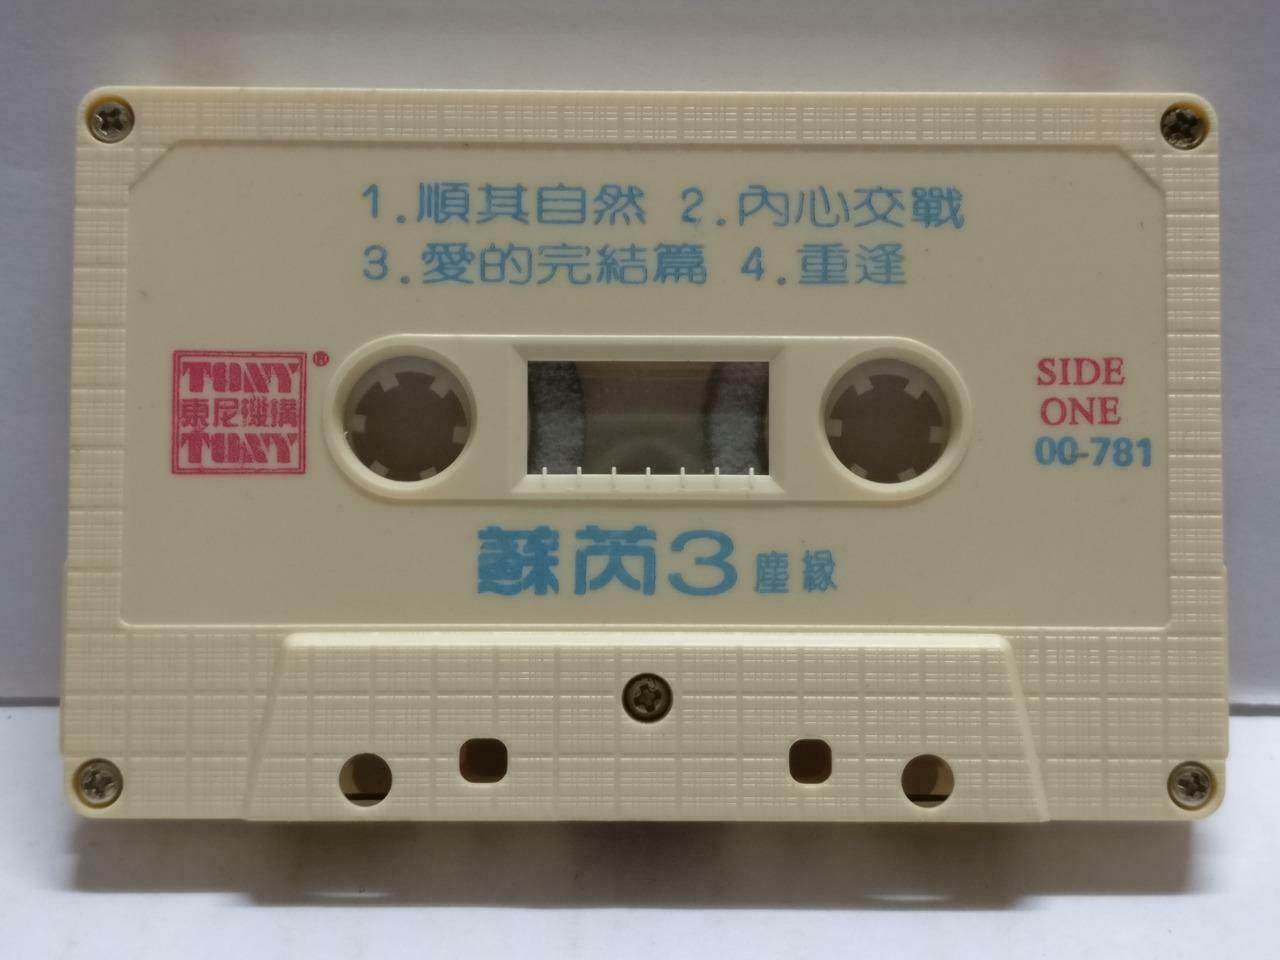 1.順其自然 2.內心交戰
3.愛的完結篇 4.重逢
TONY®
東尼機構
TONY
SIDE
ONE
00-781
蘇芮3塵緣